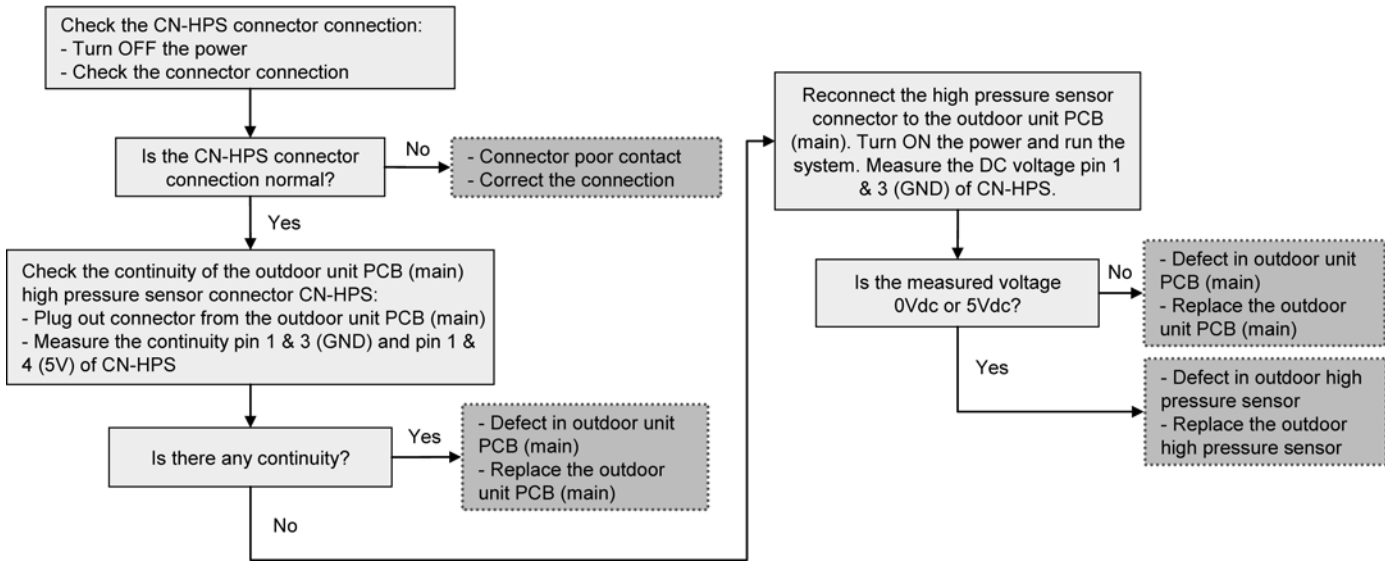 Check the CN-HPS connector connection:
- Turn OFF the power
- Check the connector connection
Is the CN-HPS connector
connection normal?
No
- Connector poor contact
- Correct the connection
Yes
Check the continuity of the outdoor unit PCB (main)
high pressure sensor connector CN-HPS:
- Plug out connector from the outdoor unit PCB (main)
- Measure the continuity pin 1 & 3 (GND) and pin 1 &
4 (5V) of CN-HPS
Is there any continuity?
Yes
- Defect in outdoor unit
PCB (main)
- Replace the outdoor
unit PCB (main)
No
Reconnect the high pressure sensor
connector to the outdoor unit PCB
(main). Turn ON the power and run the
system. Measure the DC voltage pin 1
& 3 (GND) of CN-HPS.
Is the measured voltage
0Vdc or 5Vdc?
No
- Defect in outdoor unit
PCB (main)
- Replace the outdoor
unit PCB (main)
Yes
- Defect in outdoor high
pressure sensor
- Replace the outdoor
high pressure sensor